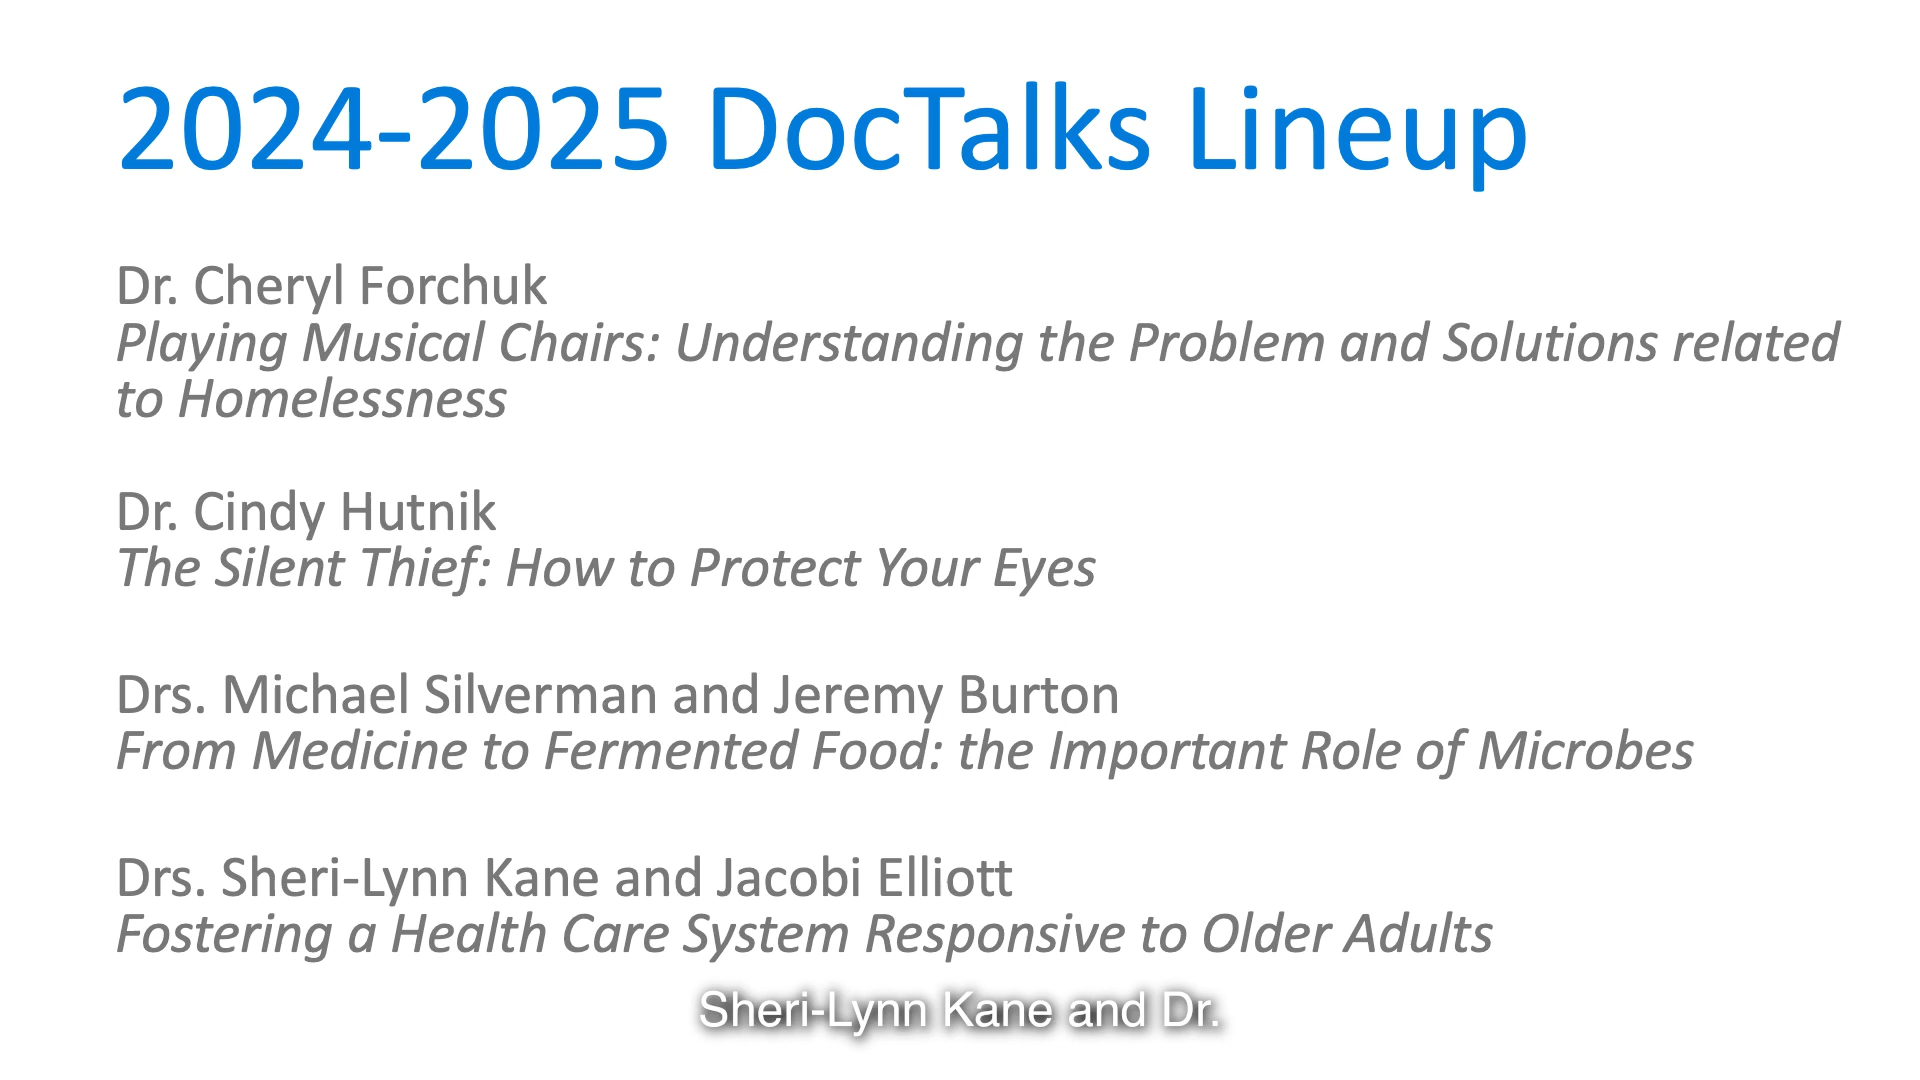 2024-2025 DocTalks Lineup
Dr. Cheryl Forchuk
Playing Musical Chairs: Understanding the Problem and Solutions related
to Homelessness
Dr. Cindy Hutnik
The Silent Thief: How to Protect Your Eyes
Drs. Michael Silverman and Jeremy Burton
From Medicine to Fermented Food: the Important Role of Microbes
Drs. Sheri-Lynn Kane and Jacobi Elliott
Fostering a Health Care System Responsive to Older Adults
Sheri-Lynn Kane and Dr.